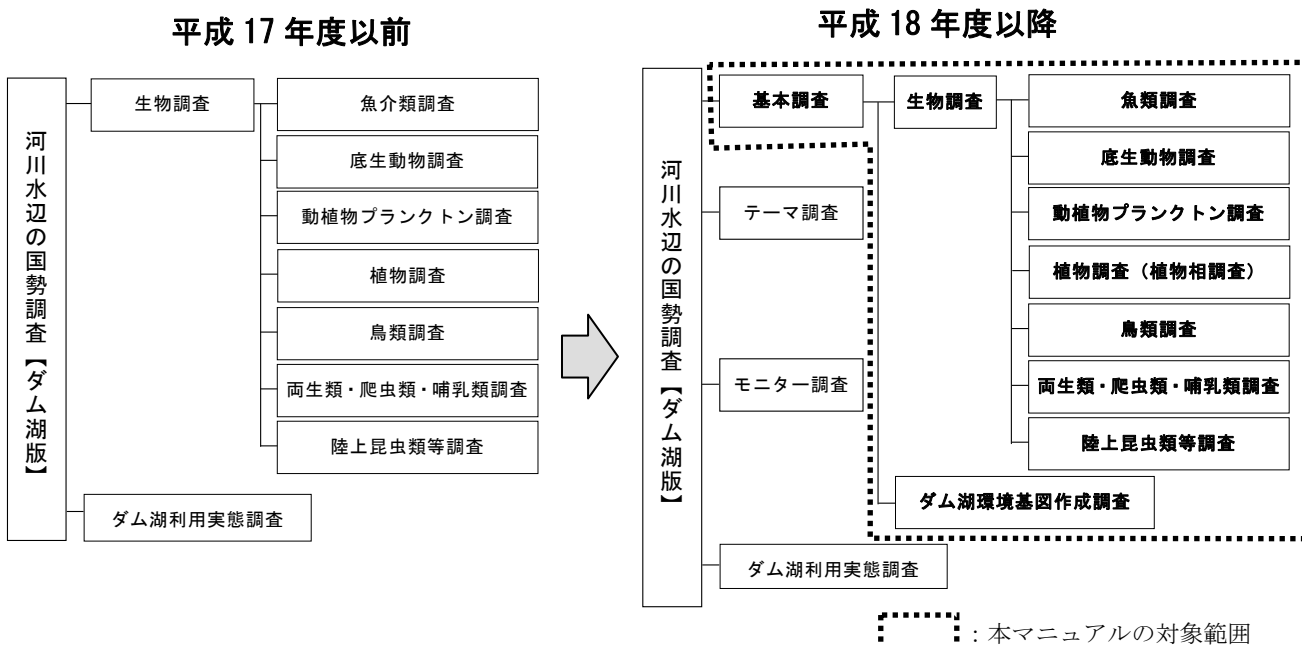 平成 17 年度以前
河川水辺の国勢調査【ダム湖版】
生物調査
魚介類調査
底生動物調査
動植物プランクトン調査
植物調査
鳥類調査
両生類・爬虫類・哺乳類調査
陸上昆虫類等調査
ダム湖利用実態調査
平成 18 年度以降
河川水辺の国勢調査【ダム湖版】
基本調査
生物調査
魚類調査
底生動物調査
動植物プランクトン調査
植物調査（植物相調査）
鳥類調査
両生類・爬虫類・哺乳類調査
陸上昆虫類等調査
ダム湖環境基図作成調査
テーマ調査
モニター調査
ダム湖利用実態調査
：本マニュアルの対象範囲